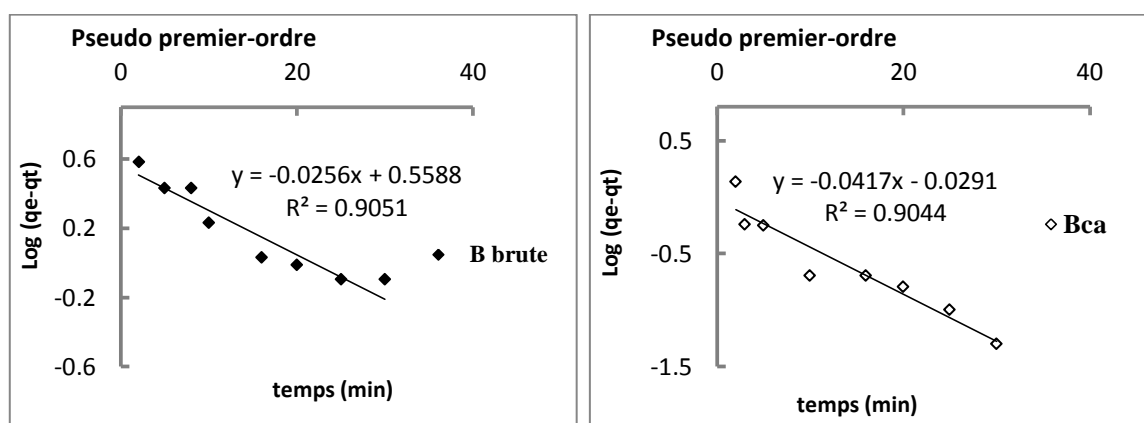 Pseudo premier-ordre
0 20 40
0.6
0.2
-0.2
-0.6
Log (qe-qt)
y = -0.0256x + 0.5588
R² = 0.9051
B brute
temps (min)
Pseudo premier-ordre
0 20 40
0.5
-0.5
-1.5
Log (qe-qt)
y = -0.0417x - 0.0291
R² = 0.9044
Bca
temps (min)